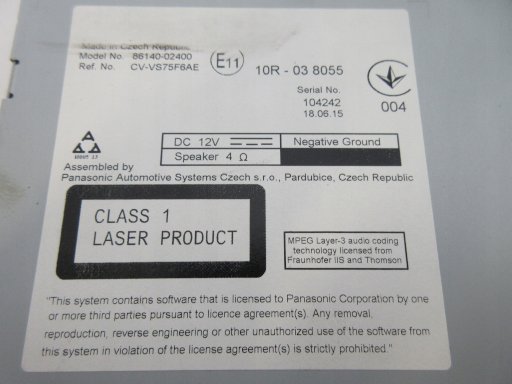 Made in Czech Republic
Model No. 86140-02400
Ref. No. CV-VS75F6AE
E11
10R - 03 8055
Serial No.
104242
18.06.15
004
DC 12V
Negative Ground
Speaker 4 Ω
Assembled by
Panasonic Automotive Systems Czech s.r.o., Pardubice, Czech Republic
CLASS 1
LASER PRODUCT
MPEG Layer-3 audio coding
technology licensed from
Fraunhofer IIS and Thomson
"This system contains software that is licensed to Panasonic Corporation by one
or more third parties pursuant to licence agreement(s). Any removal,
reproduction, reverse engineering or other unauthorized use of the software from
this system in violation of the license agreement(s) is strictly prohibited."